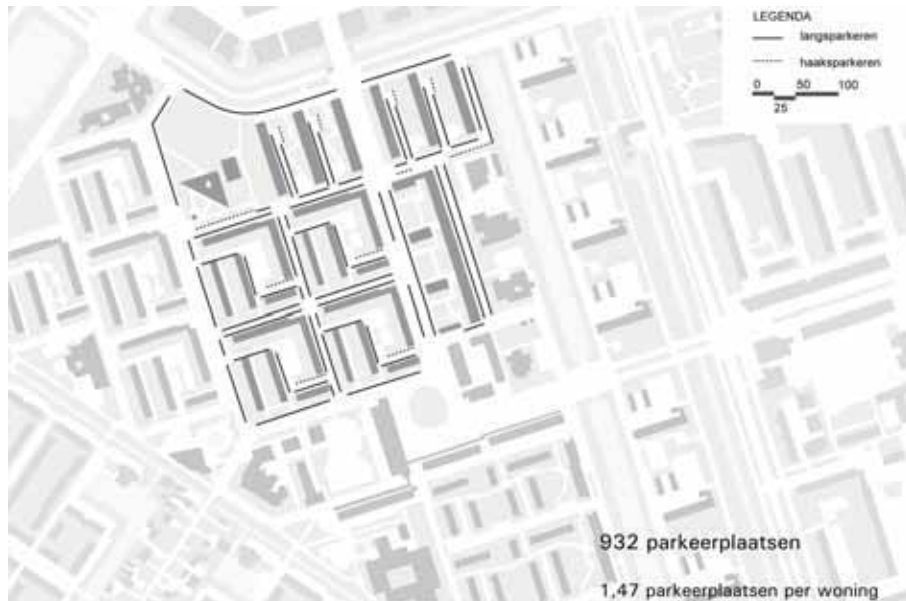 LEGENDA
langsparkeren
haaksparkeren
0 50 100
25
932 parkeerplaatsen
1,47 parkeerplaatsen per woning